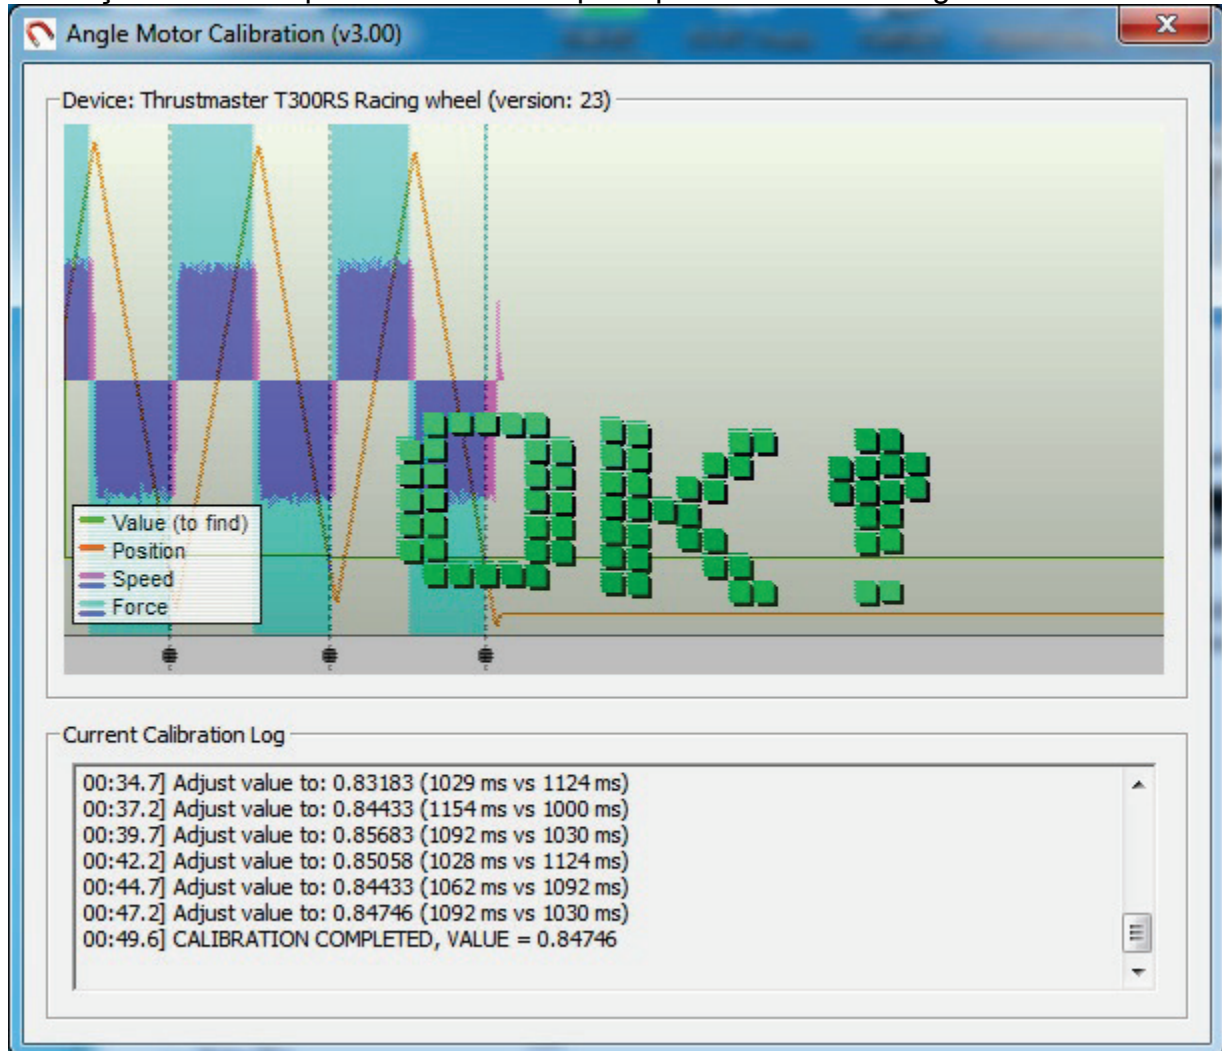 Angle Motor Calibration (v3.00)
Device: Thrustmaster T300RS Racing wheel (version: 23)
OK!
Value (to find)
Position
Speed
Force
Current Calibration Log
00:34.7] Adjust value to: 0.83183 (1029 ms vs 1124 ms)
00:37.2] Adjust value to: 0.84433 (1154 ms vs 1000 ms)
00:39.7] Adjust value to: 0.85683 (1092 ms vs 1030 ms)
00:42.2] Adjust value to: 0.85058 (1028 ms vs 1124 ms)
00:44.7] Adjust value to: 0.84433 (1062 ms vs 1092 ms)
00:47.2] Adjust value to: 0.84746 (1092 ms vs 1030 ms)
00:49.6] CALIBRATION COMPLETED, VALUE = 0.84746